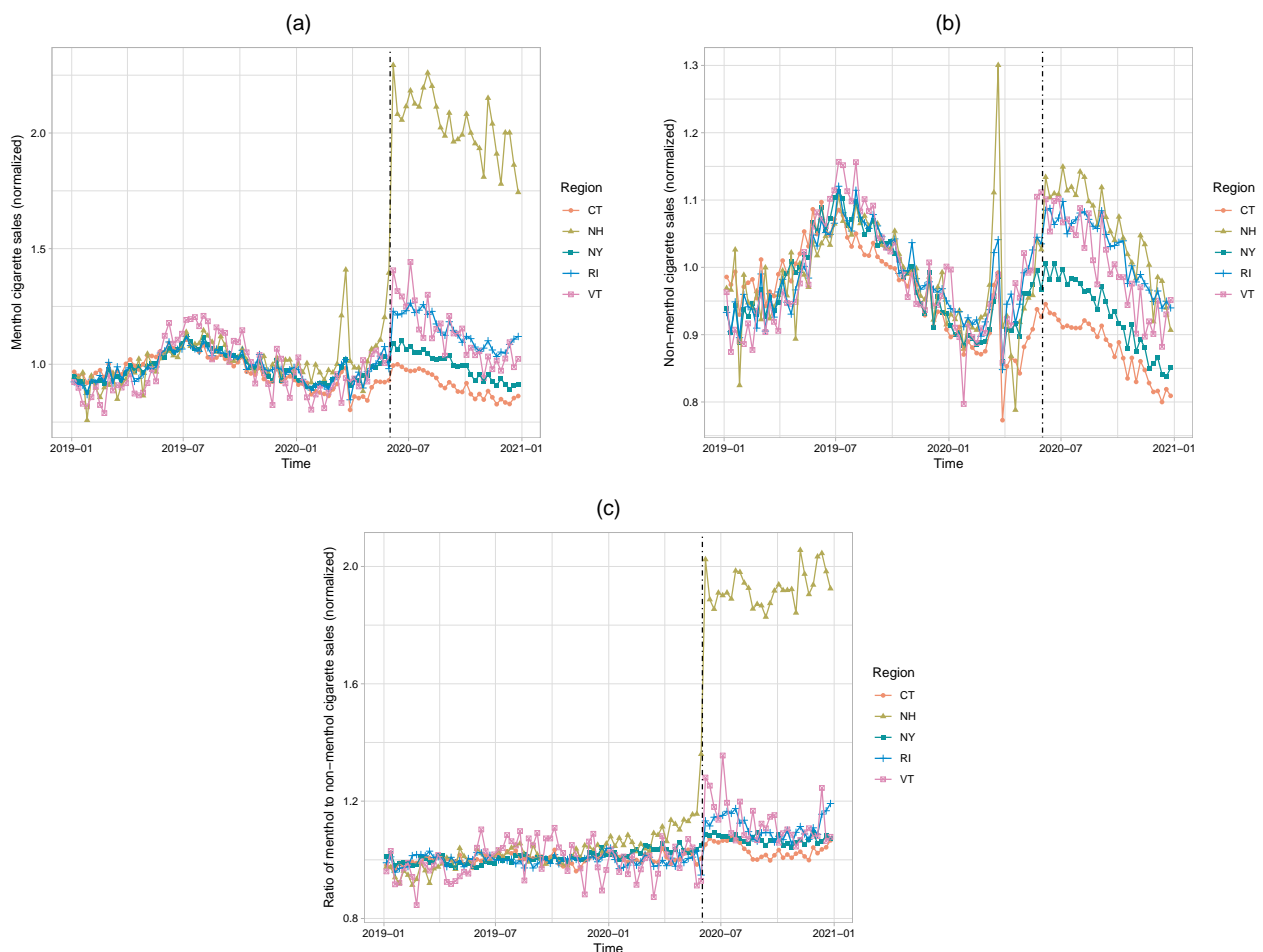 (a)
Menthol cigarette sales (normalized)
2.0
1.5
1.0
2019−01
2019−07
2020−01
2020−07
2021−01
Time
Region
CT
NH
NY
RI
VT
(b)
Non−menthol cigarette sales (normalized)
1.3
1.2
1.1
1.0
0.9
0.8
2019−01
2019−07
2020−01
2020−07
2021−01
Time
Region
CT
NH
NY
RI
VT
(c)
Ratio of menthol to non−menthol cigarette sales (normalized)
2.0
1.6
1.2
0.8
2019−01
2019−07
2020−01
2020−07
2021−01
Time
Region
CT
NH
NY
RI
VT